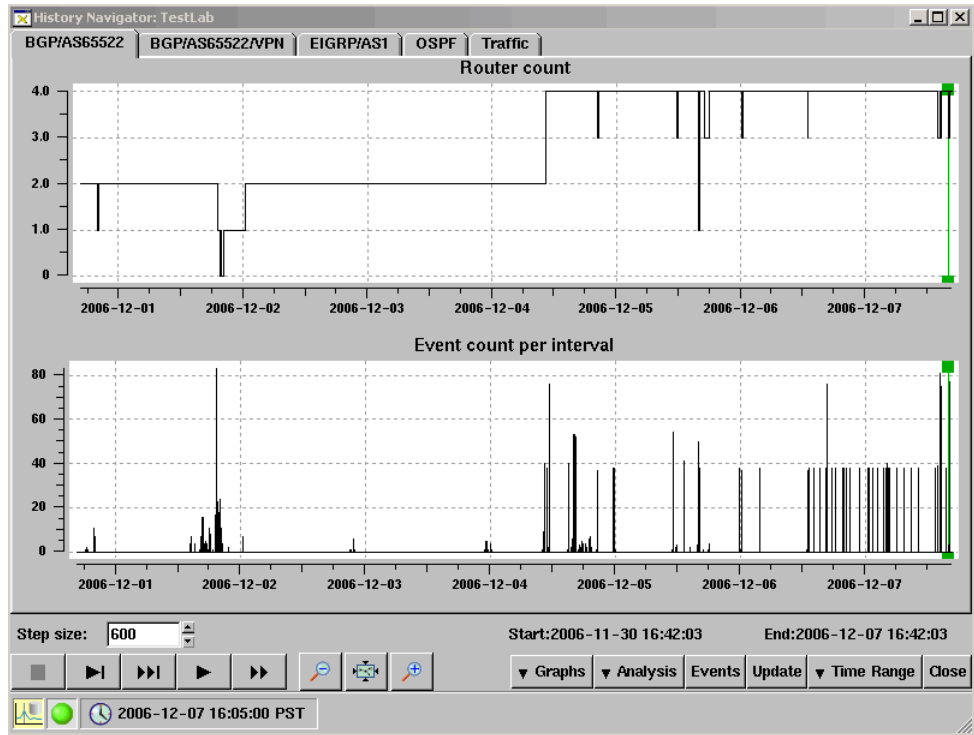 History Navigator: TestLab
BGP/AS65522 BGP/AS65522/VPN EIGRP/AS1 OSPF Traffic
Router count
4.0
3.0
2.0
1.0
0
2006-12-01 2006-12-02 2006-12-03 2006-12-04 2006-12-05 2006-12-06 2006-12-07
Event count per interval
80
60
40
20
0
2006-12-01 2006-12-02 2006-12-03 2006-12-04 2006-12-05 2006-12-06 2006-12-07
Step size: 600 Start:2006-11-30 16:42:03 End:2006-12-07 16:42:03
Graphs Analysis Events Update Time Range Close
2006-12-07 16:05:00 PST